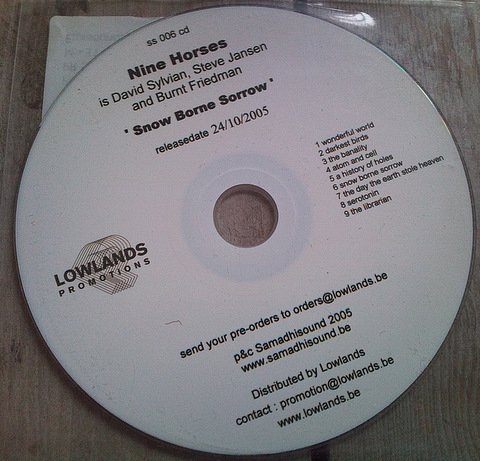 ss 006 cd
Nine Horses
is David Sylvian, Steve Jansen
and Burnt Friedman
' Snow Borne Sorrow '
releasedate 24/10/2005
1 wonderful world
2 darkest birds
3 the banality
4 atom and cell
5 a history of holes
6 snow borne sorrow
7 the day the earth stole heaven
8 serotonin
9 the librarian
LOWLANDS
PROMOTIONS
send your pre-orders to orders@lowlands.be
p&c Samadhisound 2005
www.samadhisound.be
Distributed by Lowlands
contact : promotion@lowlands.be
www.lowlands.be